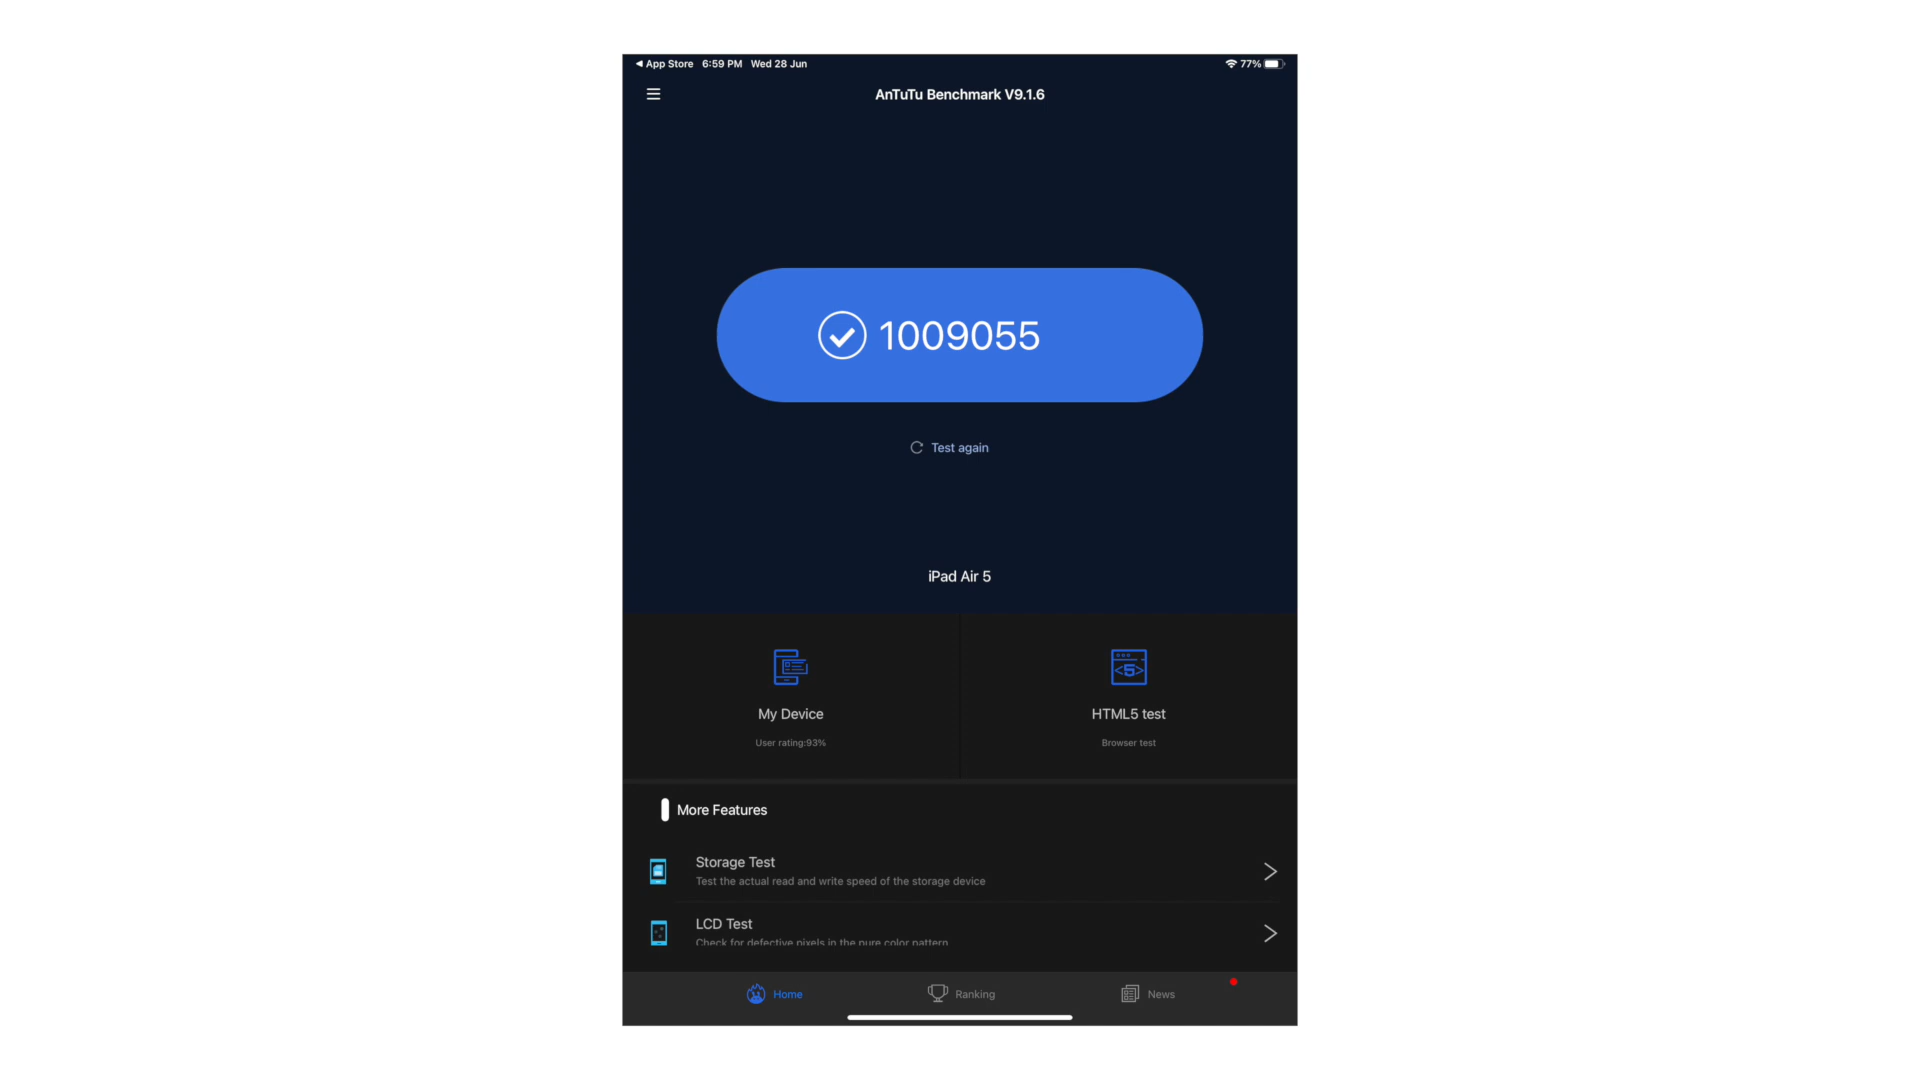 ◀ App Store 6:59 PM Wed 28 Jun 77%
AnTuTu Benchmark V9.1.6
1009055
Test again
iPad Air 5
My Device
User rating:93%
HTML5 test
Browser test
More Features
Storage Test
Test the actual read and write speed of the storage device
LCD Test
Check for defective pixels in the pure color pattern
Home Ranking News